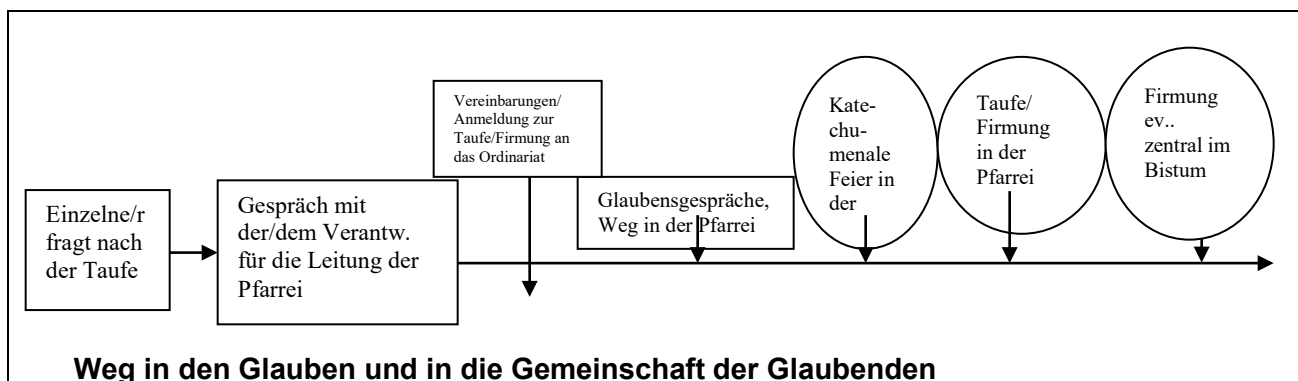 Einzelne/r
fragt nach
der Taufe
Gespräch mit
der/dem Verantw.
für die Leitung der
Pfarrei
Vereinbarungen/
Anmeldung zur
Taufe/Firmung an
das Ordinariat
Glaubensgespräche,
Weg in der Pfarrei
Kate-
chu-
menale
Feier in
der
Taufe/
Firmung
in der
Pfarrei
Firmung
ev..
zentral im
Bistum
Weg in den Glauben und in die Gemeinschaft der Glaubenden